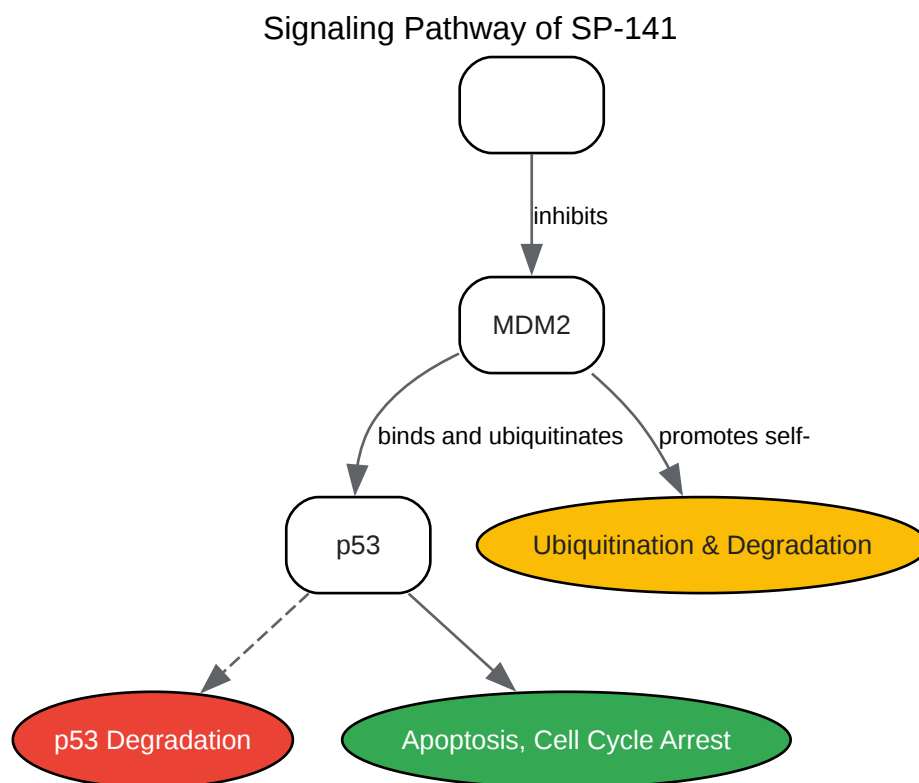 Signaling Pathway of SP-141
inhibits
MDM2
binds and ubiquitinates
promotes self-
p53
Ubiquitination & Degradation
p53 Degradation
Apoptosis, Cell Cycle Arrest